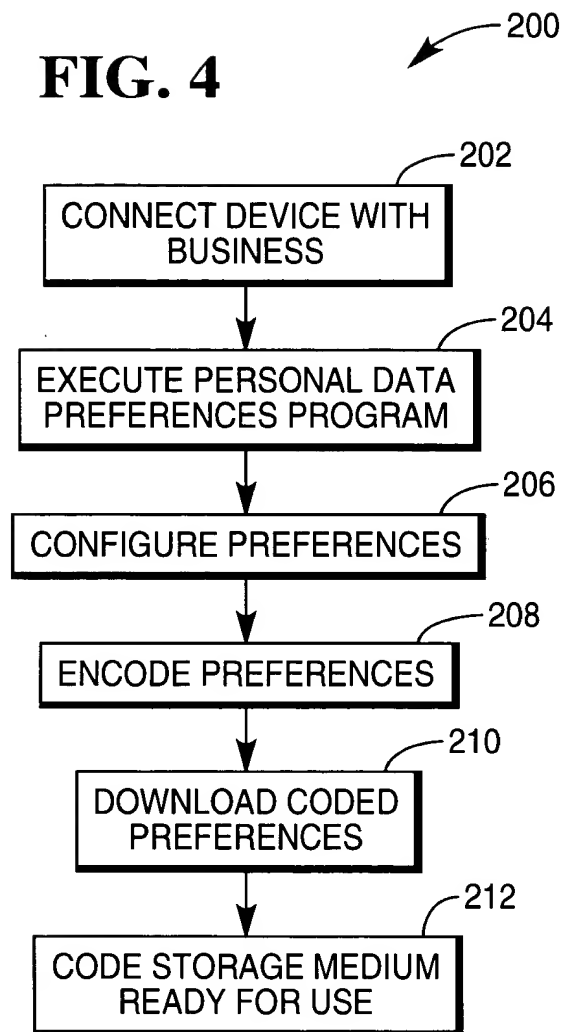 200
FIG. 4
202
CONNECT DEVICE WITH
BUSINESS
204
EXECUTE PERSONAL DATA
PREFERENCES PROGRAM
206
CONFIGURE PREFERENCES
208
ENCODE PREFERENCES
210
DOWNLOAD CODED
PREFERENCES
212
CODE STORAGE MEDIUM
READY FOR USE